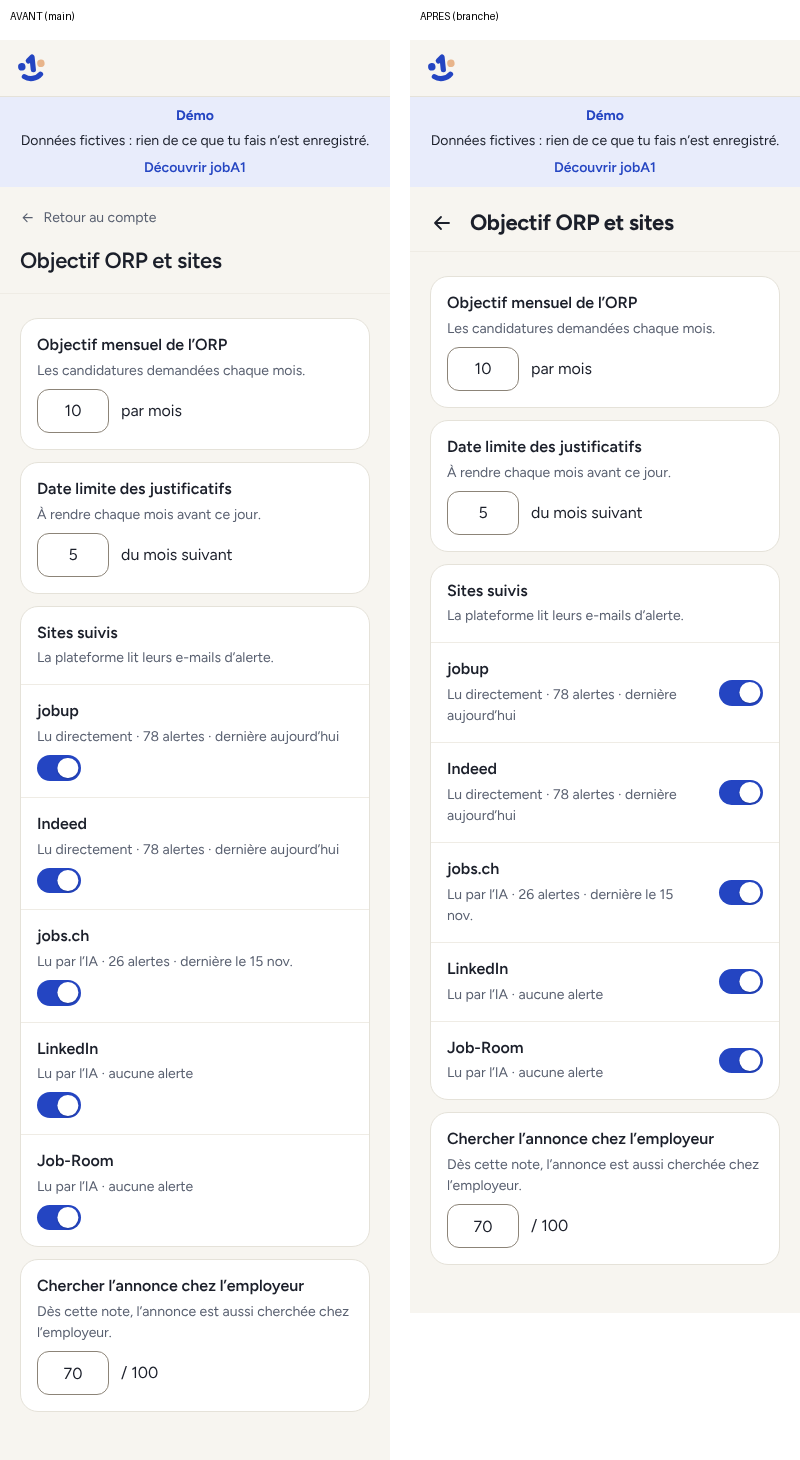 AVANT (main)
Démo
Données fictives : rien de ce que tu fais n’est enregistré.
Découvrir jobA1
← Retour au compte
Objectif ORP et sites
Objectif mensuel de l’ORP
Les candidatures demandées chaque mois.
10 par mois
Date limite des justificatifs
À rendre chaque mois avant ce jour.
5 du mois suivant
Sites suivis
La plateforme lit leurs e-mails d’alerte.
jobup
Lu directement · 78 alertes · dernière aujourd’hui
Indeed
Lu directement · 78 alertes · dernière aujourd’hui
jobs.ch
Lu par l’IA · 26 alertes · dernière le 15 nov.
LinkedIn
Lu par l’IA · aucune alerte
Job-Room
Lu par l’IA · aucune alerte
Chercher l’annonce chez l’employeur
Dès cette note, l’annonce est aussi cherchée chez
l’employeur.
70 / 100
APRES (branche)
Démo
Données fictives : rien de ce que tu fais n’est enregistré.
Découvrir jobA1
← Objectif ORP et sites
Objectif mensuel de l’ORP
Les candidatures demandées chaque mois.
10 par mois
Date limite des justificatifs
À rendre chaque mois avant ce jour.
5 du mois suivant
Sites suivis
La plateforme lit leurs e-mails d’alerte.
jobup
Lu directement · 78 alertes · dernière
aujourd’hui
Indeed
Lu directement · 78 alertes · dernière
aujourd’hui
jobs.ch
Lu par l’IA · 26 alertes · dernière le 15
nov.
LinkedIn
Lu par l’IA · aucune alerte
Job-Room
Lu par l’IA · aucune alerte
Chercher l’annonce chez l’employeur
Dès cette note, l’annonce est aussi cherchée chez
l’employeur.
70 / 100